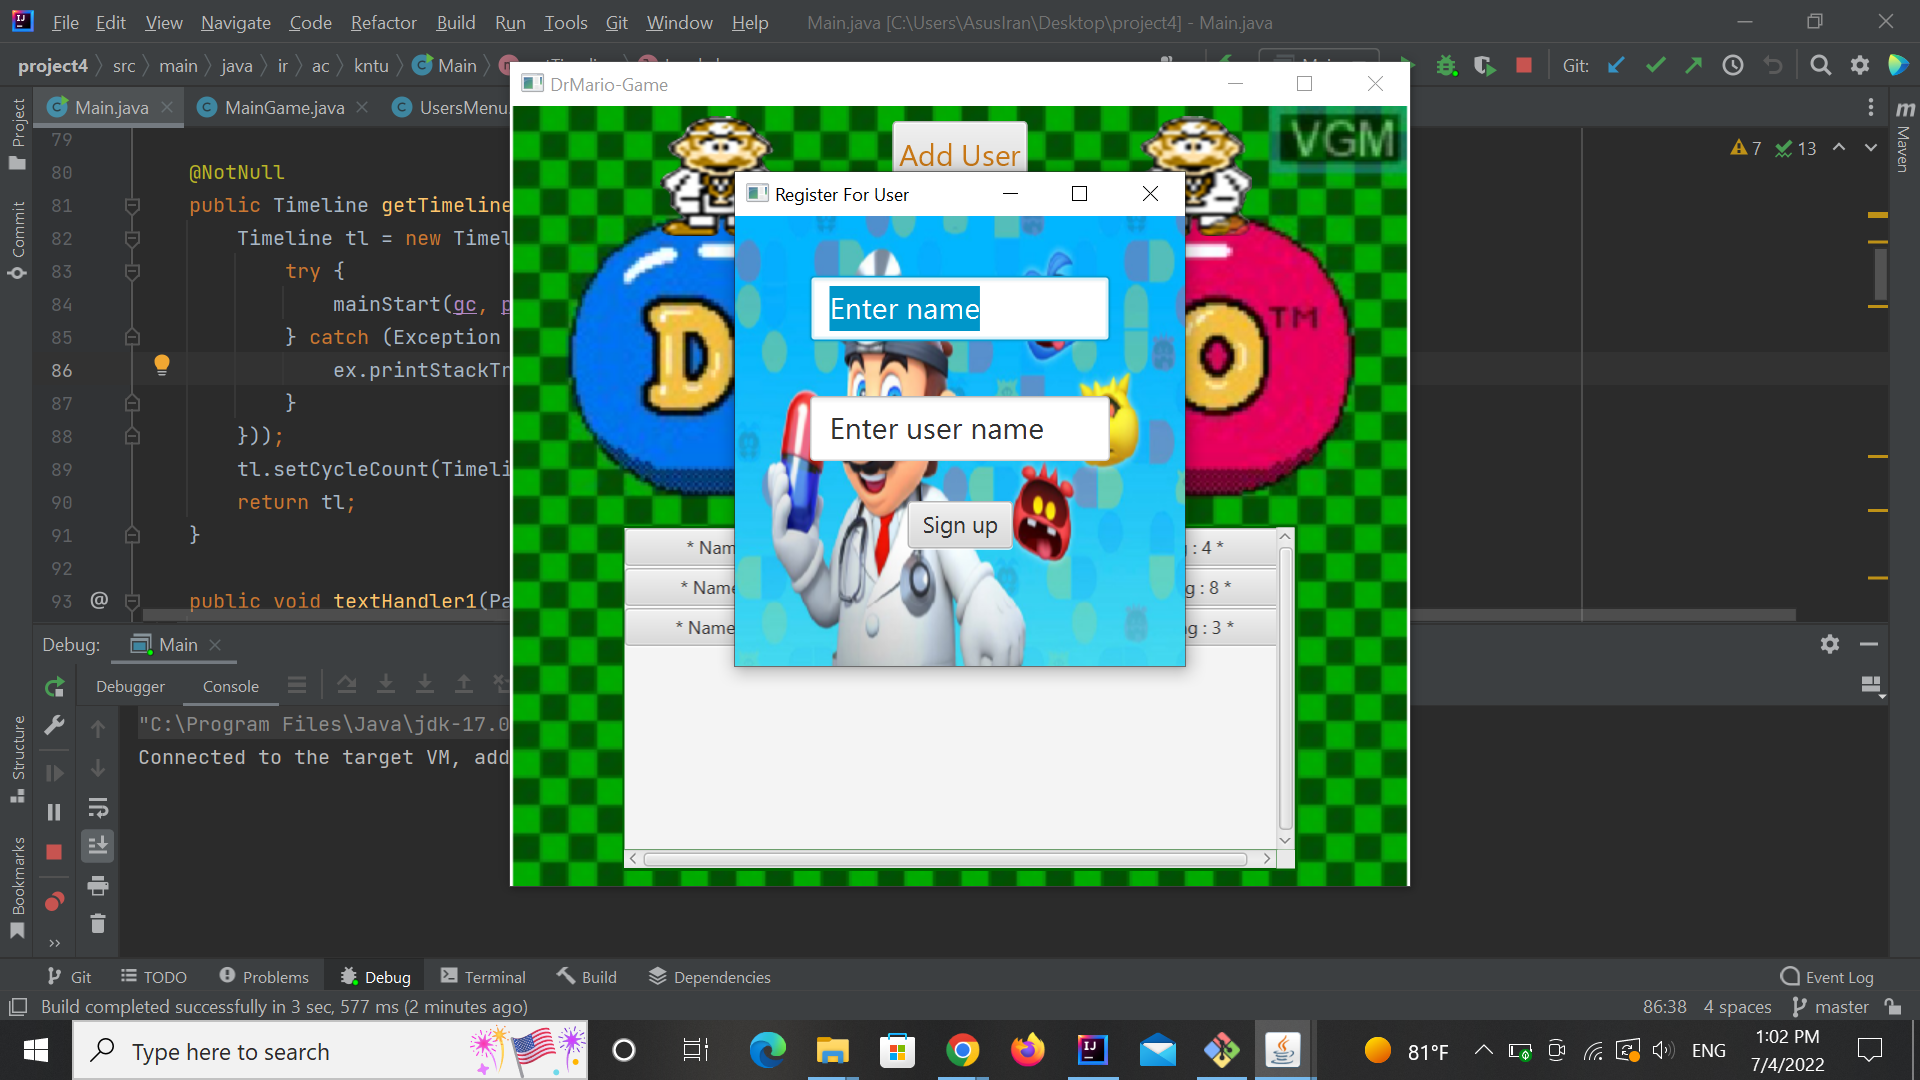 File Edit View Navigate Code Refactor Build Run Tools Git Window Help Main.java [C:\Users\AsusIran\Desktop\project4] - Main.java
project4 src main java ir ac kntu Main
Git:
Main.java MainGame.java UsersMenu
Project
Commit
Structure
Bookmarks
m
Maven
7 13
79
80 @NotNull
81 public Timeline getTimeline
82 Timeline tl = new Timel
83 try {
84 mainStart(gc, p
85 } catch (Exception
86 ex.printStackTr
87 }
88 }));
89 tl.setCycleCount(Timeli
90 return tl;
91 }
92
93 @ public void textHandler1(Pa
DrMario-Game
Add User
VGM
D
O
TM
Register For User
Enter name
Enter user name
Sign up
* Nam : 4 *
* Name g : 8 *
* Name g : 3 *
Debug: Main
Debugger Console
"C:\Program Files\Java\jdk-17.0
Connected to the target VM, add
Git TODO Problems Debug Terminal Build Dependencies Event Log
Build completed successfully in 3 sec, 577 ms (2 minutes ago) 86:38 4 spaces master
Type here to search
81°F
ENG
1:02 PM
7/4/2022